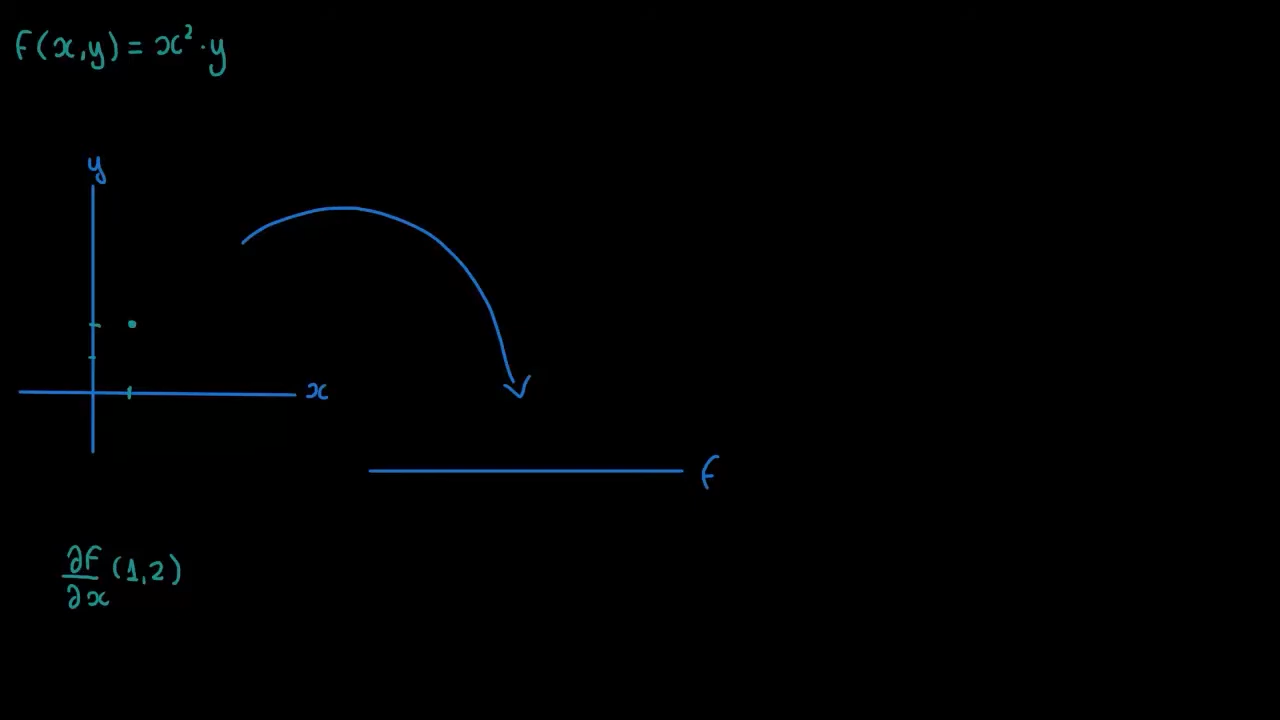 f(x,y) = x²·y
y
x
f
∂f/∂x (1,2)